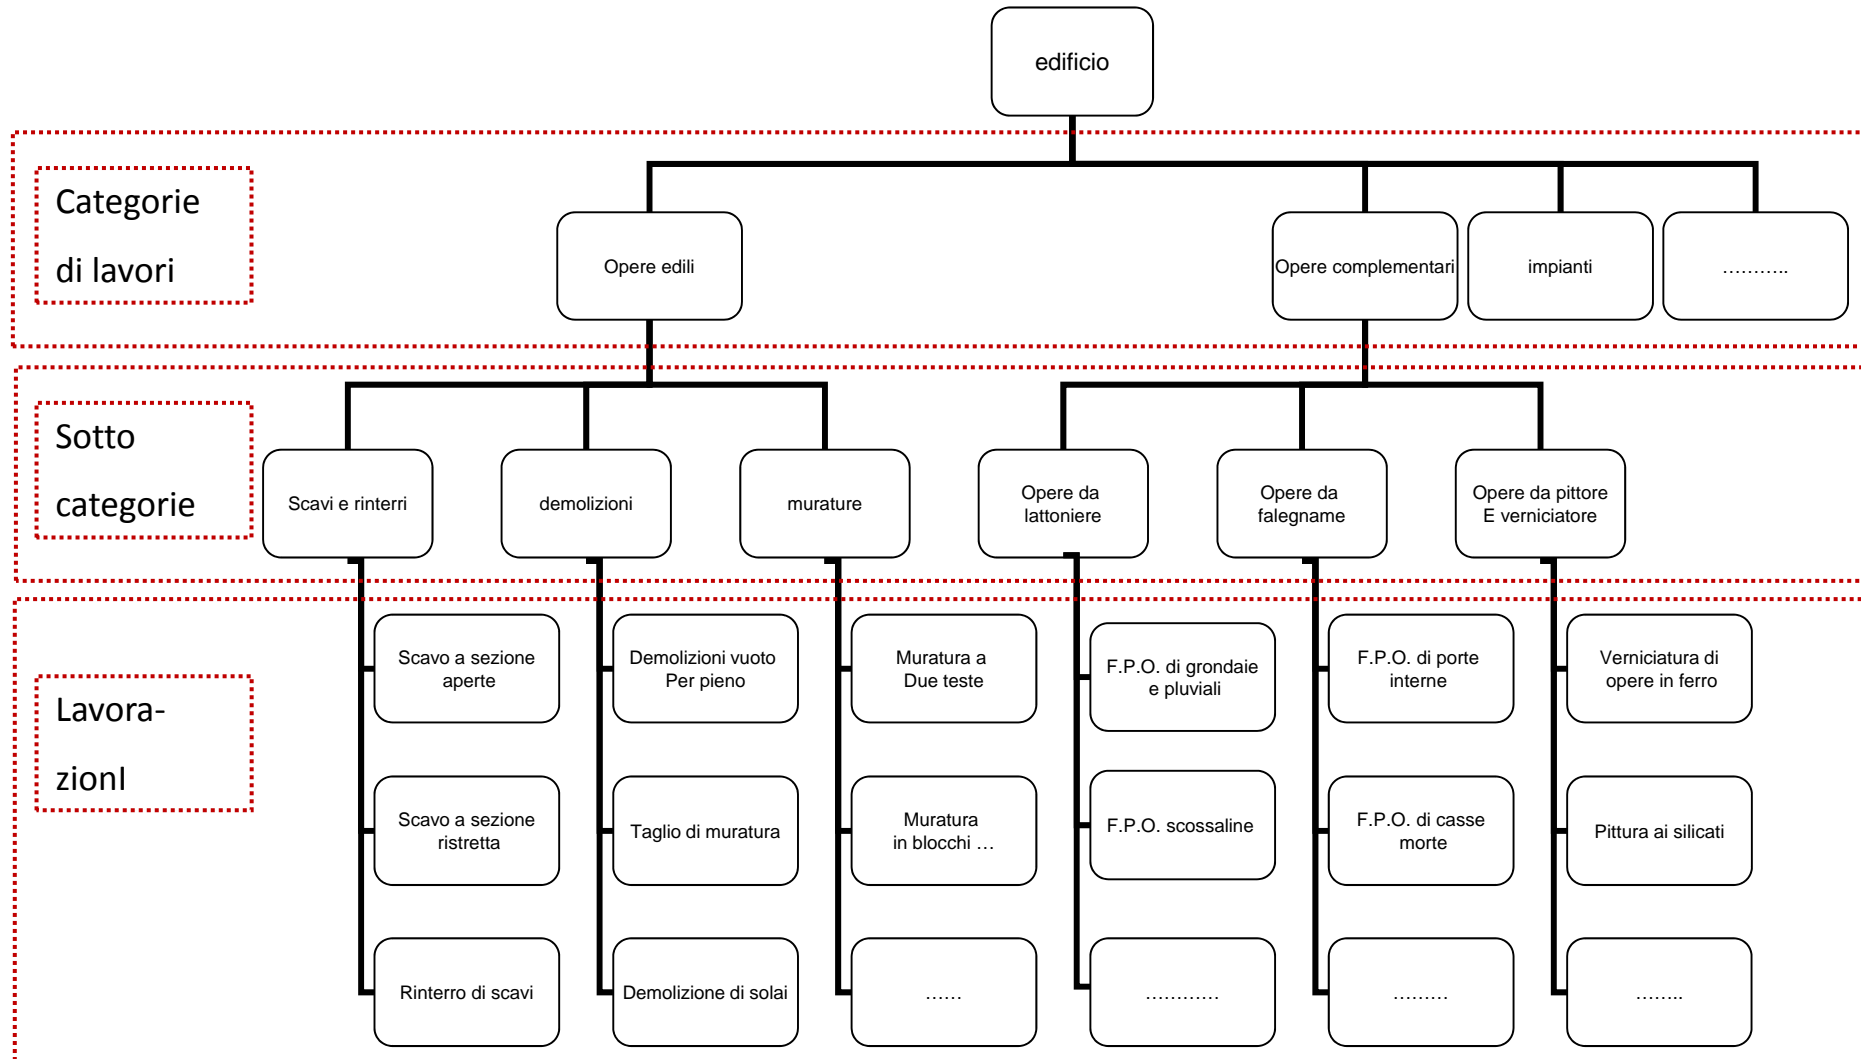 edificio
Categorie
di lavori
Opere edili
Opere complementari
impianti
………..
Sotto
categorie
Scavi e rinterri
demolizioni
murature
Opere da
lattoniere
Opere da
falegname
Opere da pittore
E verniciatore
Lavora-
zionI
Scavo a sezione
aperte
Demolizioni vuoto
Per pieno
Muratura a
Due teste
F.P.O. di grondaie
e pluviali
F.P.O. di porte
interne
Verniciatura di
opere in ferro
Scavo a sezione
ristretta
Taglio di muratura
Muratura
in blocchi …
F.P.O. scossaline
F.P.O. di casse
morte
Pittura ai silicati
Rinterro di scavi
Demolizione di solai
……
…………
………
……..